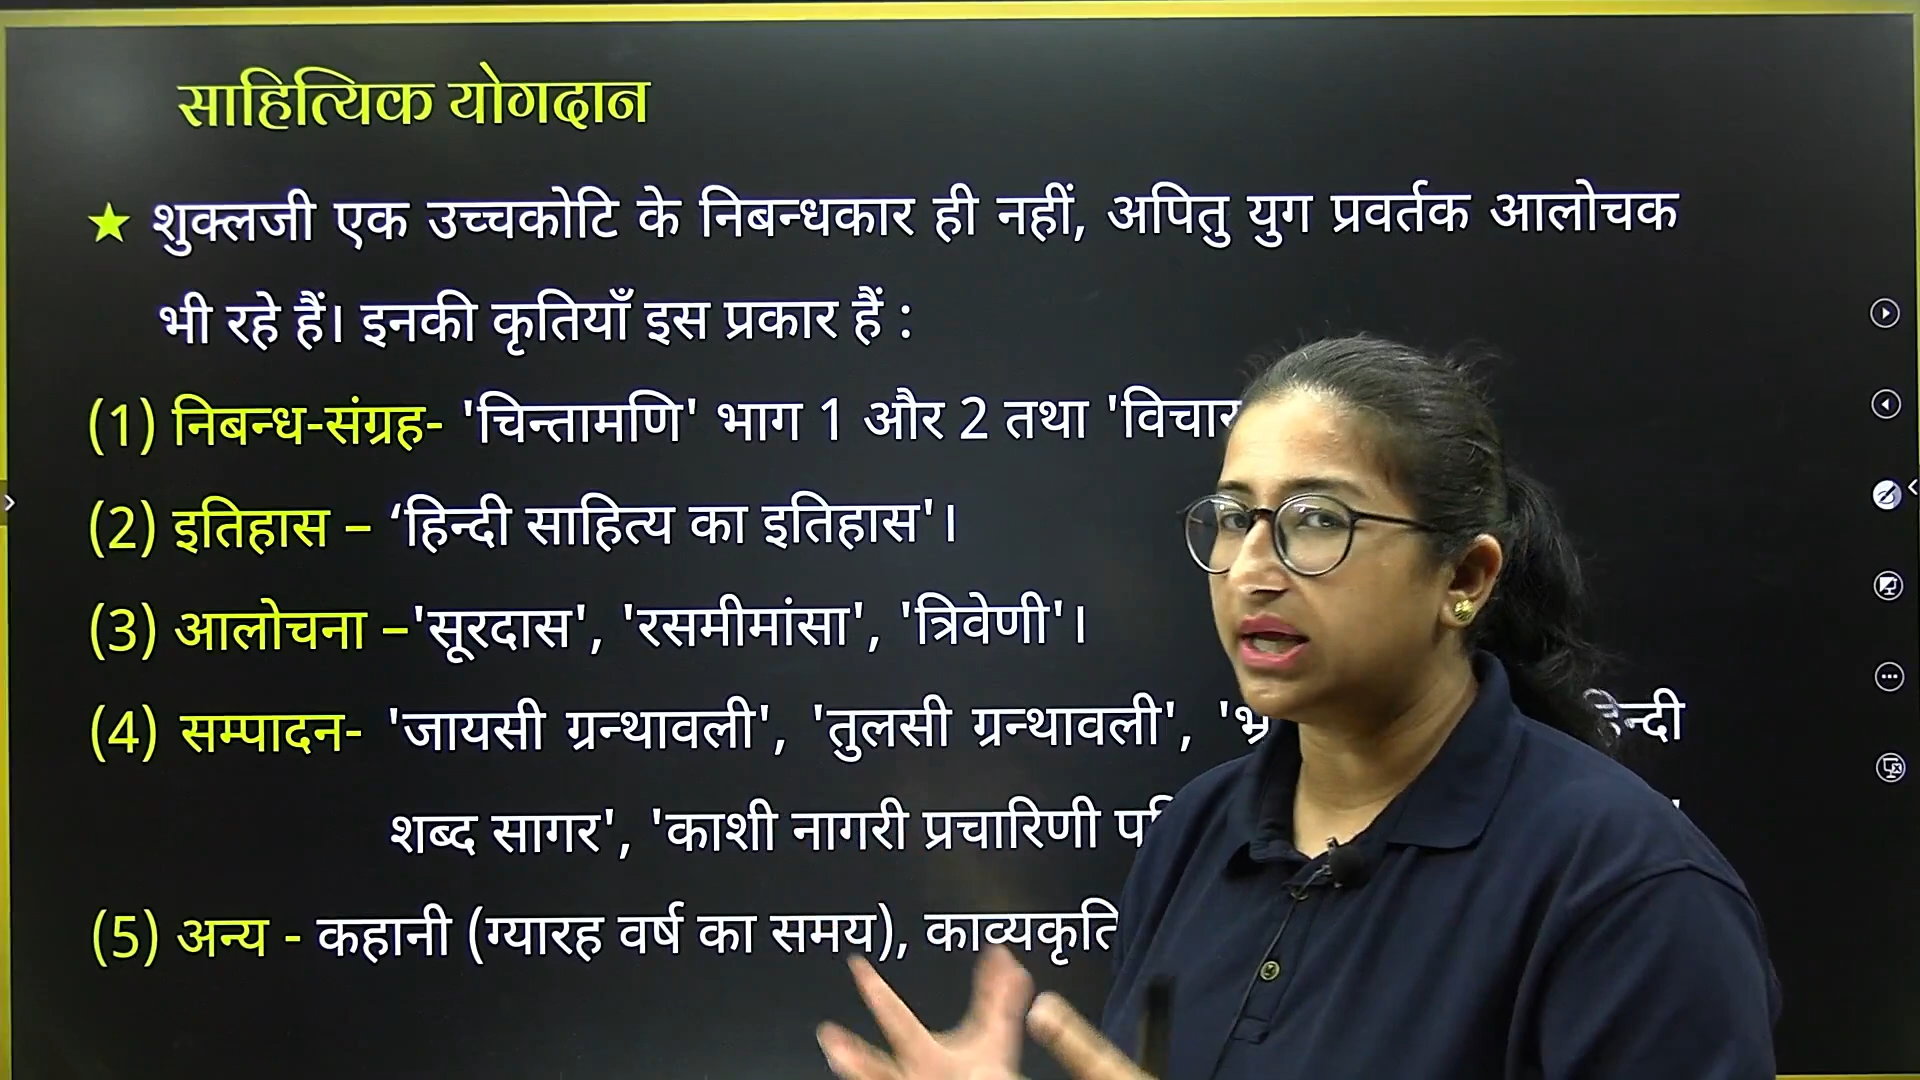 साहित्यिक योगदान
★ शुक्लजी एक उच्चकोटि के निबन्धकार ही नहीं, अपितु युग प्रवर्तक आलोचक
भी रहे हैं। इनकी कृतियाँ इस प्रकार हैं :
(1) निबन्ध-संग्रह- 'चिन्तामणि' भाग 1 और 2 तथा
(2) इतिहास – ‘हिन्दी साहित्य का इतिहास'।
(3) आलोचना –'सूरदास', 'रसमीमांसा', 'त्रिवेणी'।
(4) सम्पादन- 'जायसी ग्रन्थावली', 'तुलसी ग्रन्थावली',
शब्द सागर', 'काशी नागरी प्रचारिणी
(5) अन्य - कहानी (ग्यारह वर्ष का समय),